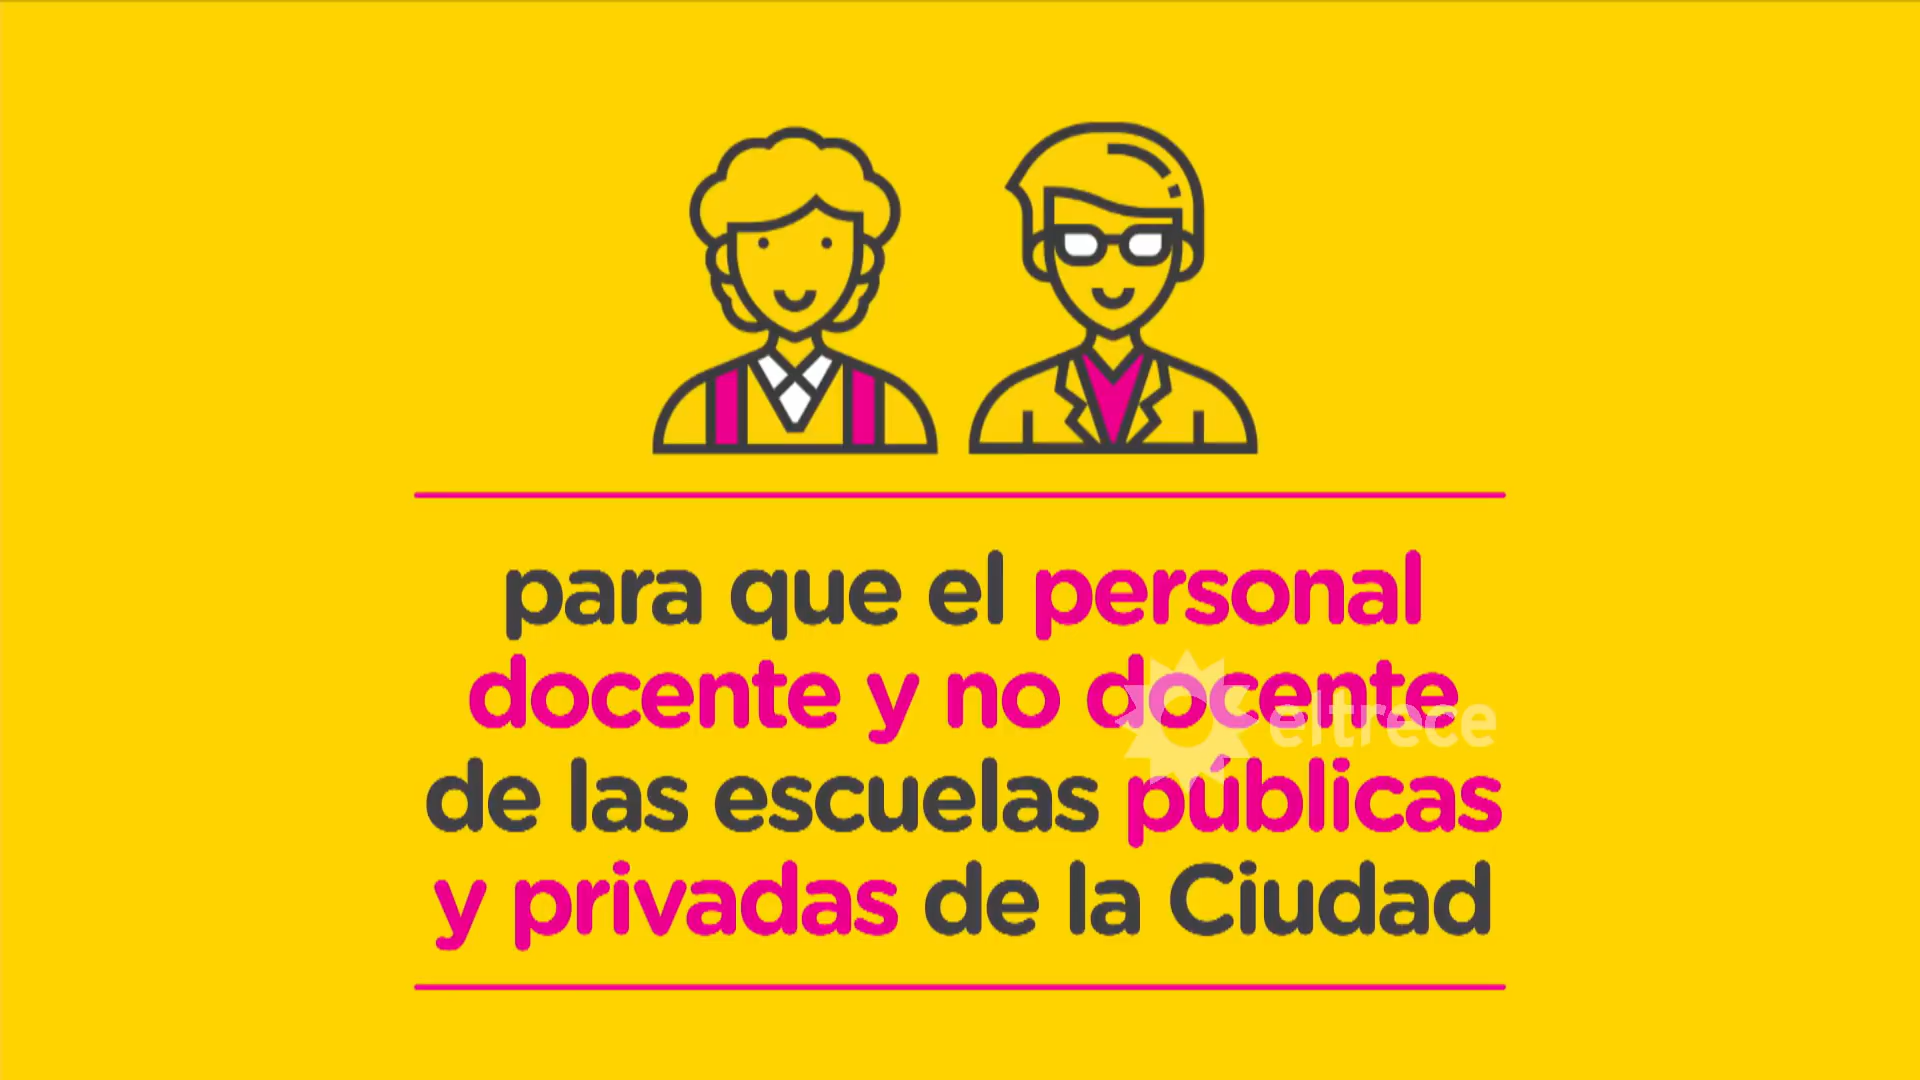 para que el personal
docente y no docente
eltrece
de las escuelas públicas
y privadas de la Ciudad